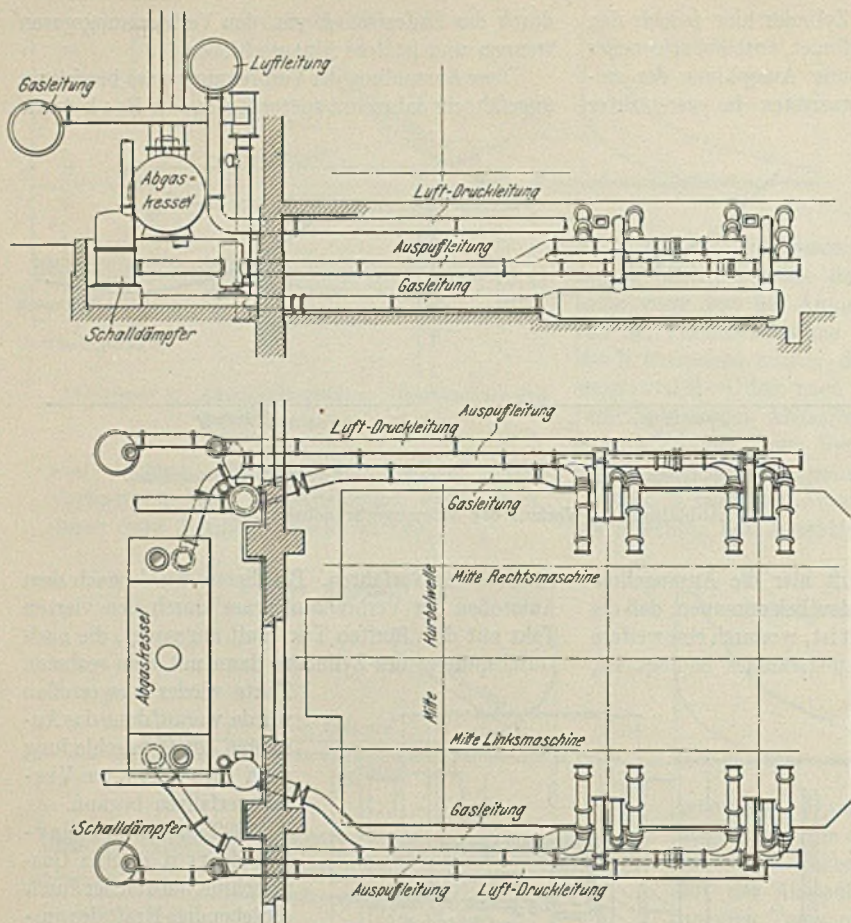 Luftleitung
Gasleitung
Abgas-
kessel
Luft-Druckleitung
Auspuffleitung
Gasleitung
Schalldämpfer
Auspuffleitung
Luft-Druckleitung
Gasleitung
Mitte Rechtsmaschine
Mitte Kurbelwelle
Abgaskessel
Mitte Linksmaschine
Gasleitung
Schalldämpfer
Auspuffleitung
Luft-Druckleitung